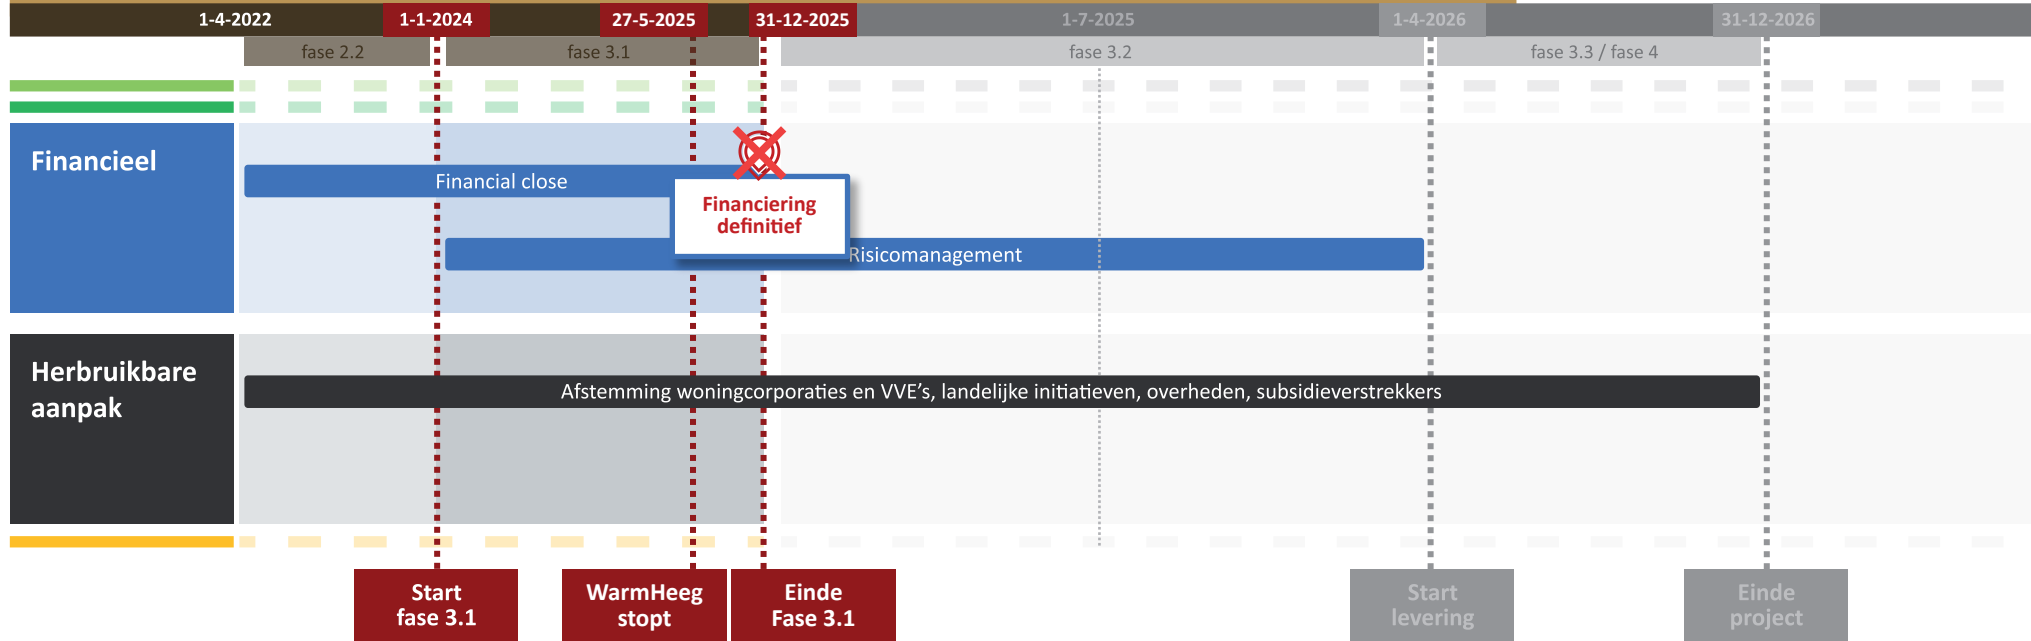 1-4-2022
1-1-2024
27-5-2025
31-12-2025
1-7-2025
1-4-2026
31-12-2026
fase 2.2
fase 3.1
fase 3.2
fase 3.3 / fase 4
Financieel
Financial close
Financiering
definitief
Risicomanagement
Herbruikbare
aanpak
Afstemming woningcorporaties en VVE's, landelijke initiatieven, overheden, subsidieverstrekkers
Start
fase 3.1
WarmHeeg
stopt
Einde
Fase 3.1
Start
levering
Einde
project